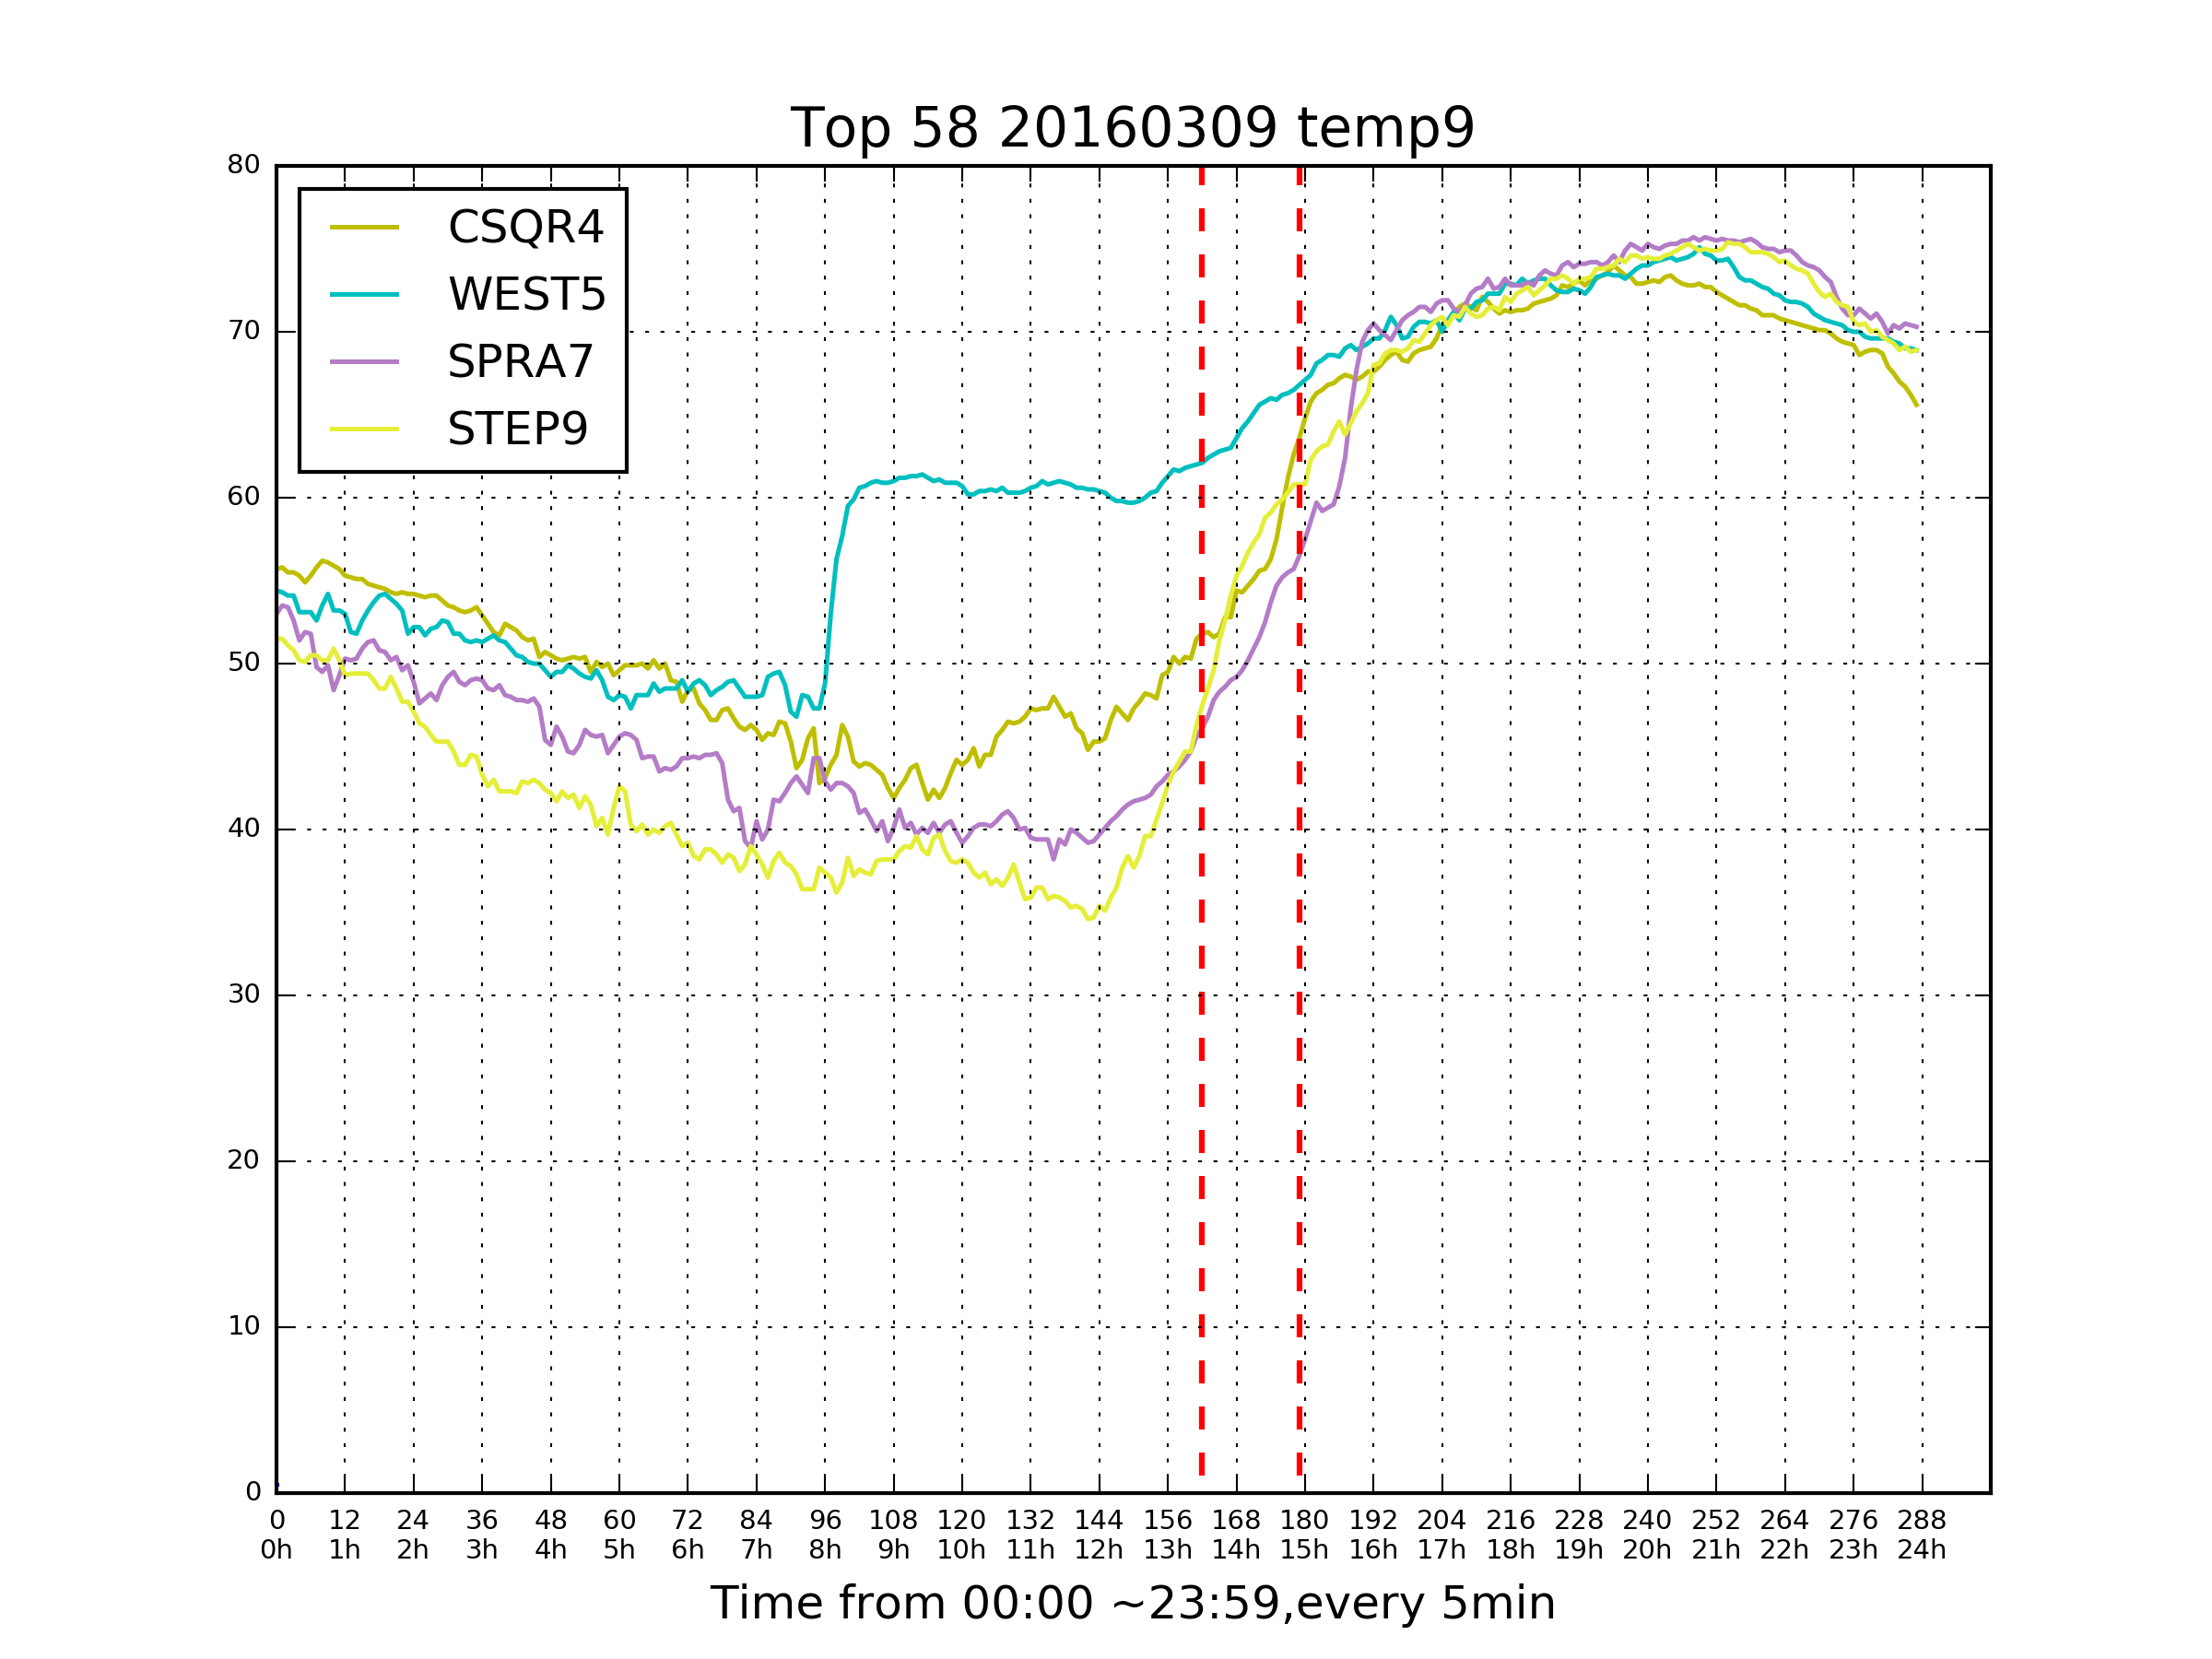 Top 58 20160309 temp9
80
70
60
50
40
30
20
10
0
CSQR4
WEST5
SPRA7
STEP9
0 12 24 36 48 60 72 84 96 108 120 132 144 156 168 180 192 204 216 228 240 252 264 276 288
0h 1h 2h 3h 4h 5h 6h 7h 8h 9h 10h 11h 12h 13h 14h 15h 16h 17h 18h 19h 20h 21h 22h 23h 24h
Time from 00:00 ~23:59,every 5min